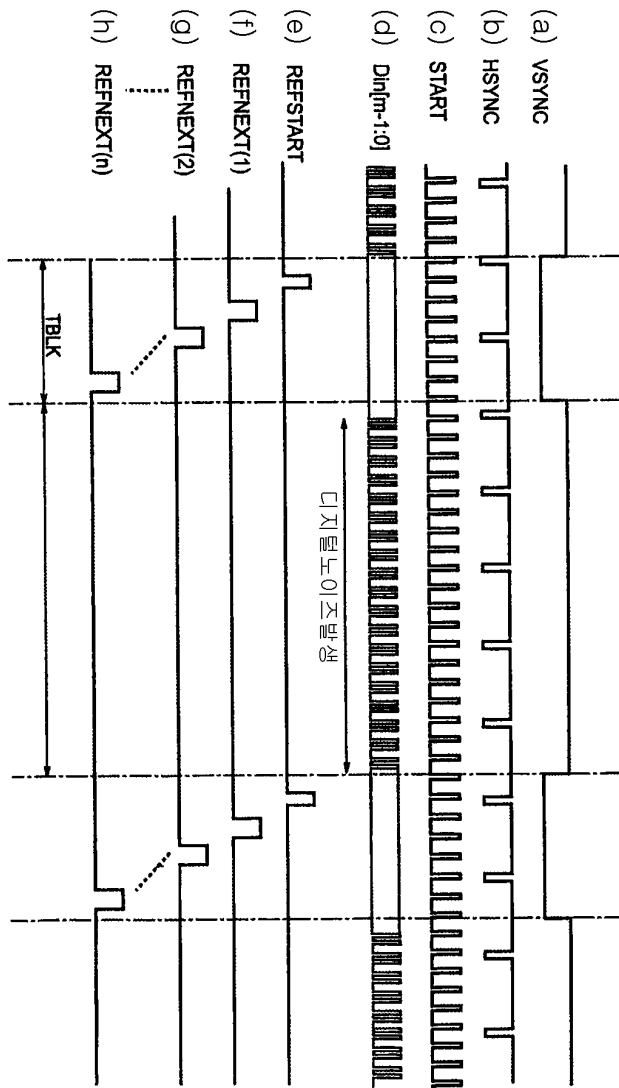 (a) VSYNC
(b) HSYNC
(c) START
(d) Din[m-1:0]
디지털노이즈발생
(e) REFSTART
(f) REFNEXT(1)
(g) REFNEXT(2)
(h) REFNEXT(n)
TBLK